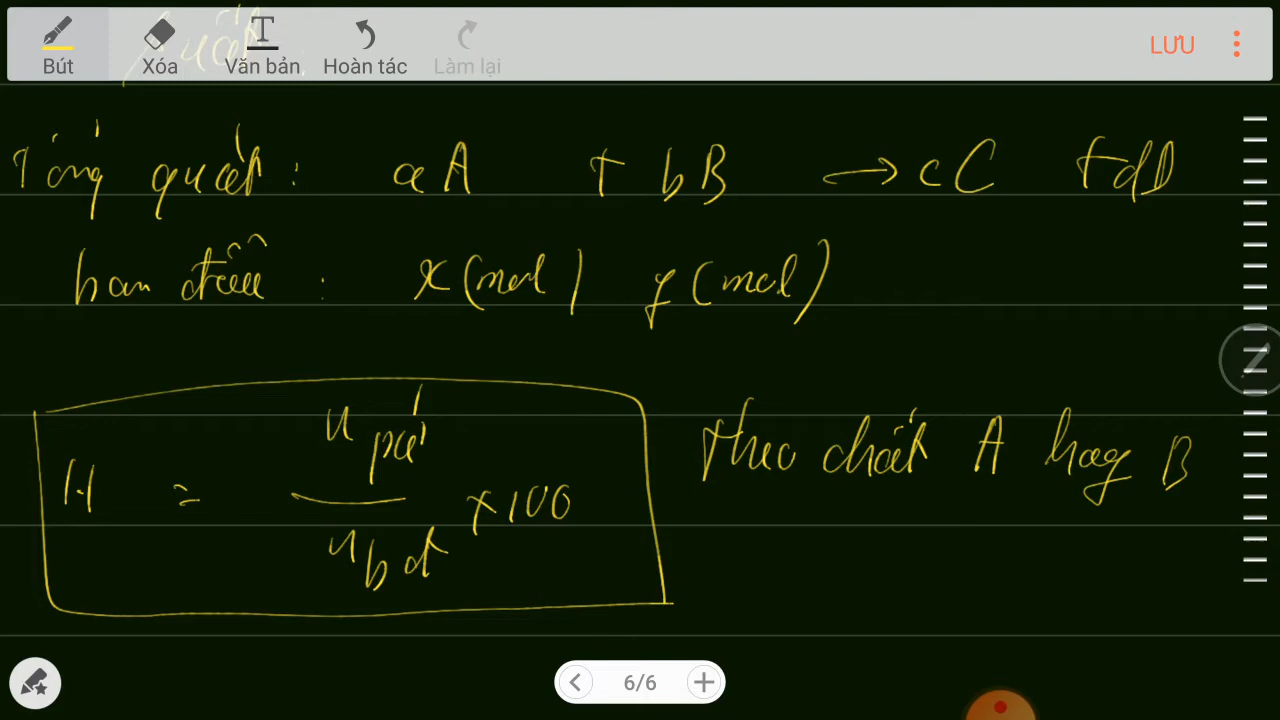 Bút Xóa Văn bản Hoàn tác Làm lại LƯU
Tổng quát : aA + bB → cC + dD
ban đầu : x (mol) y (mol)
H = n pứ / n bđ × 100
theo chất A hay B
6/6